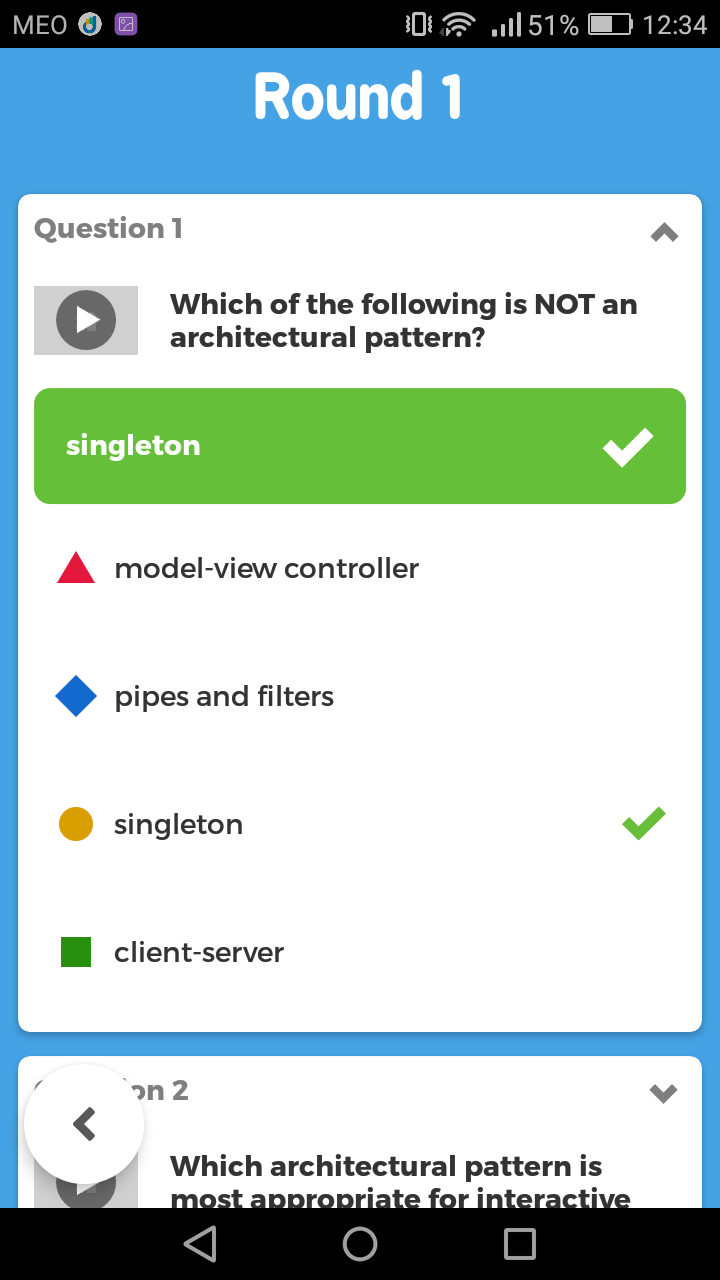 MEO 51% 12:34
Round 1
Question 1
Which of the following is NOT an
architectural pattern?
singleton
model-view controller
pipes and filters
singleton
client-server
on 2
Which architectural pattern is
most appropriate for interactive